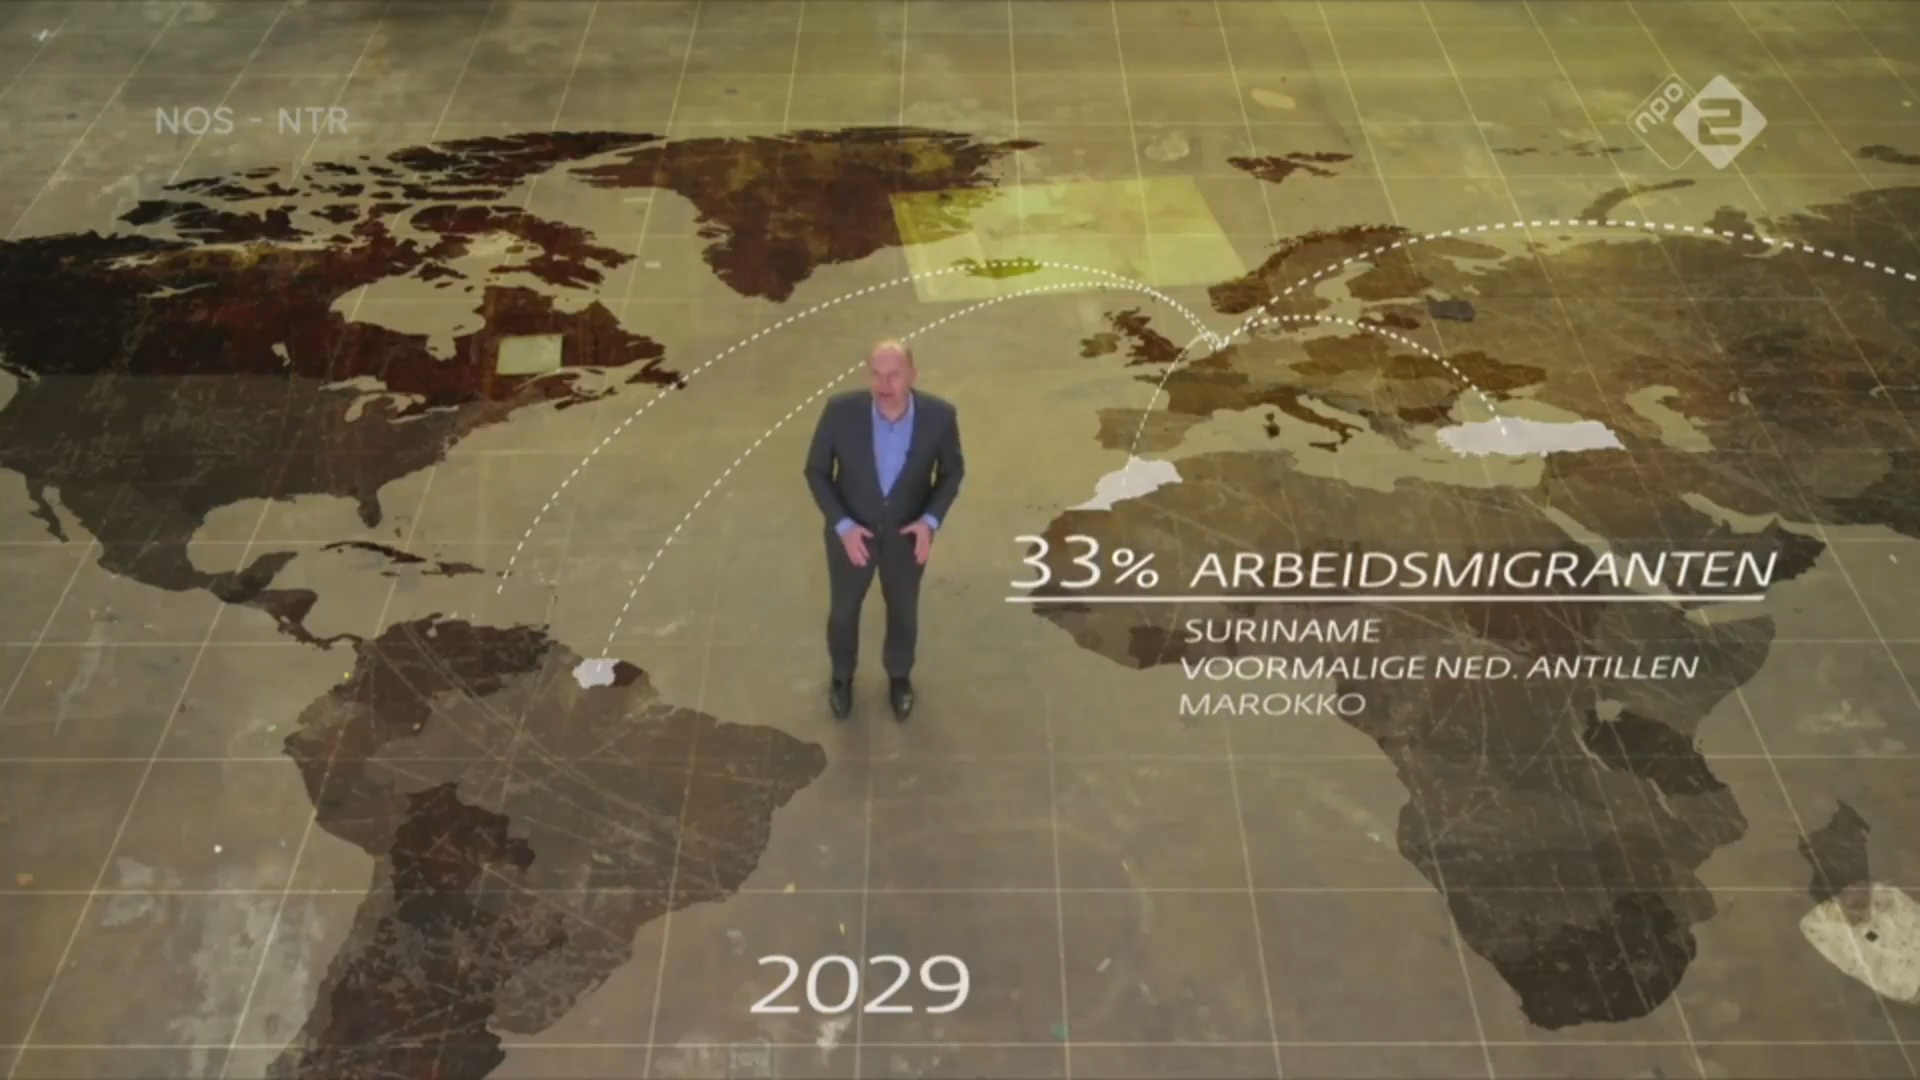 NOS - NTR
npo 2
33% ARBEIDSMIGRANTEN
SURINAME
VOORMALIGE NED. ANTILLEN
MAROKKO
2029